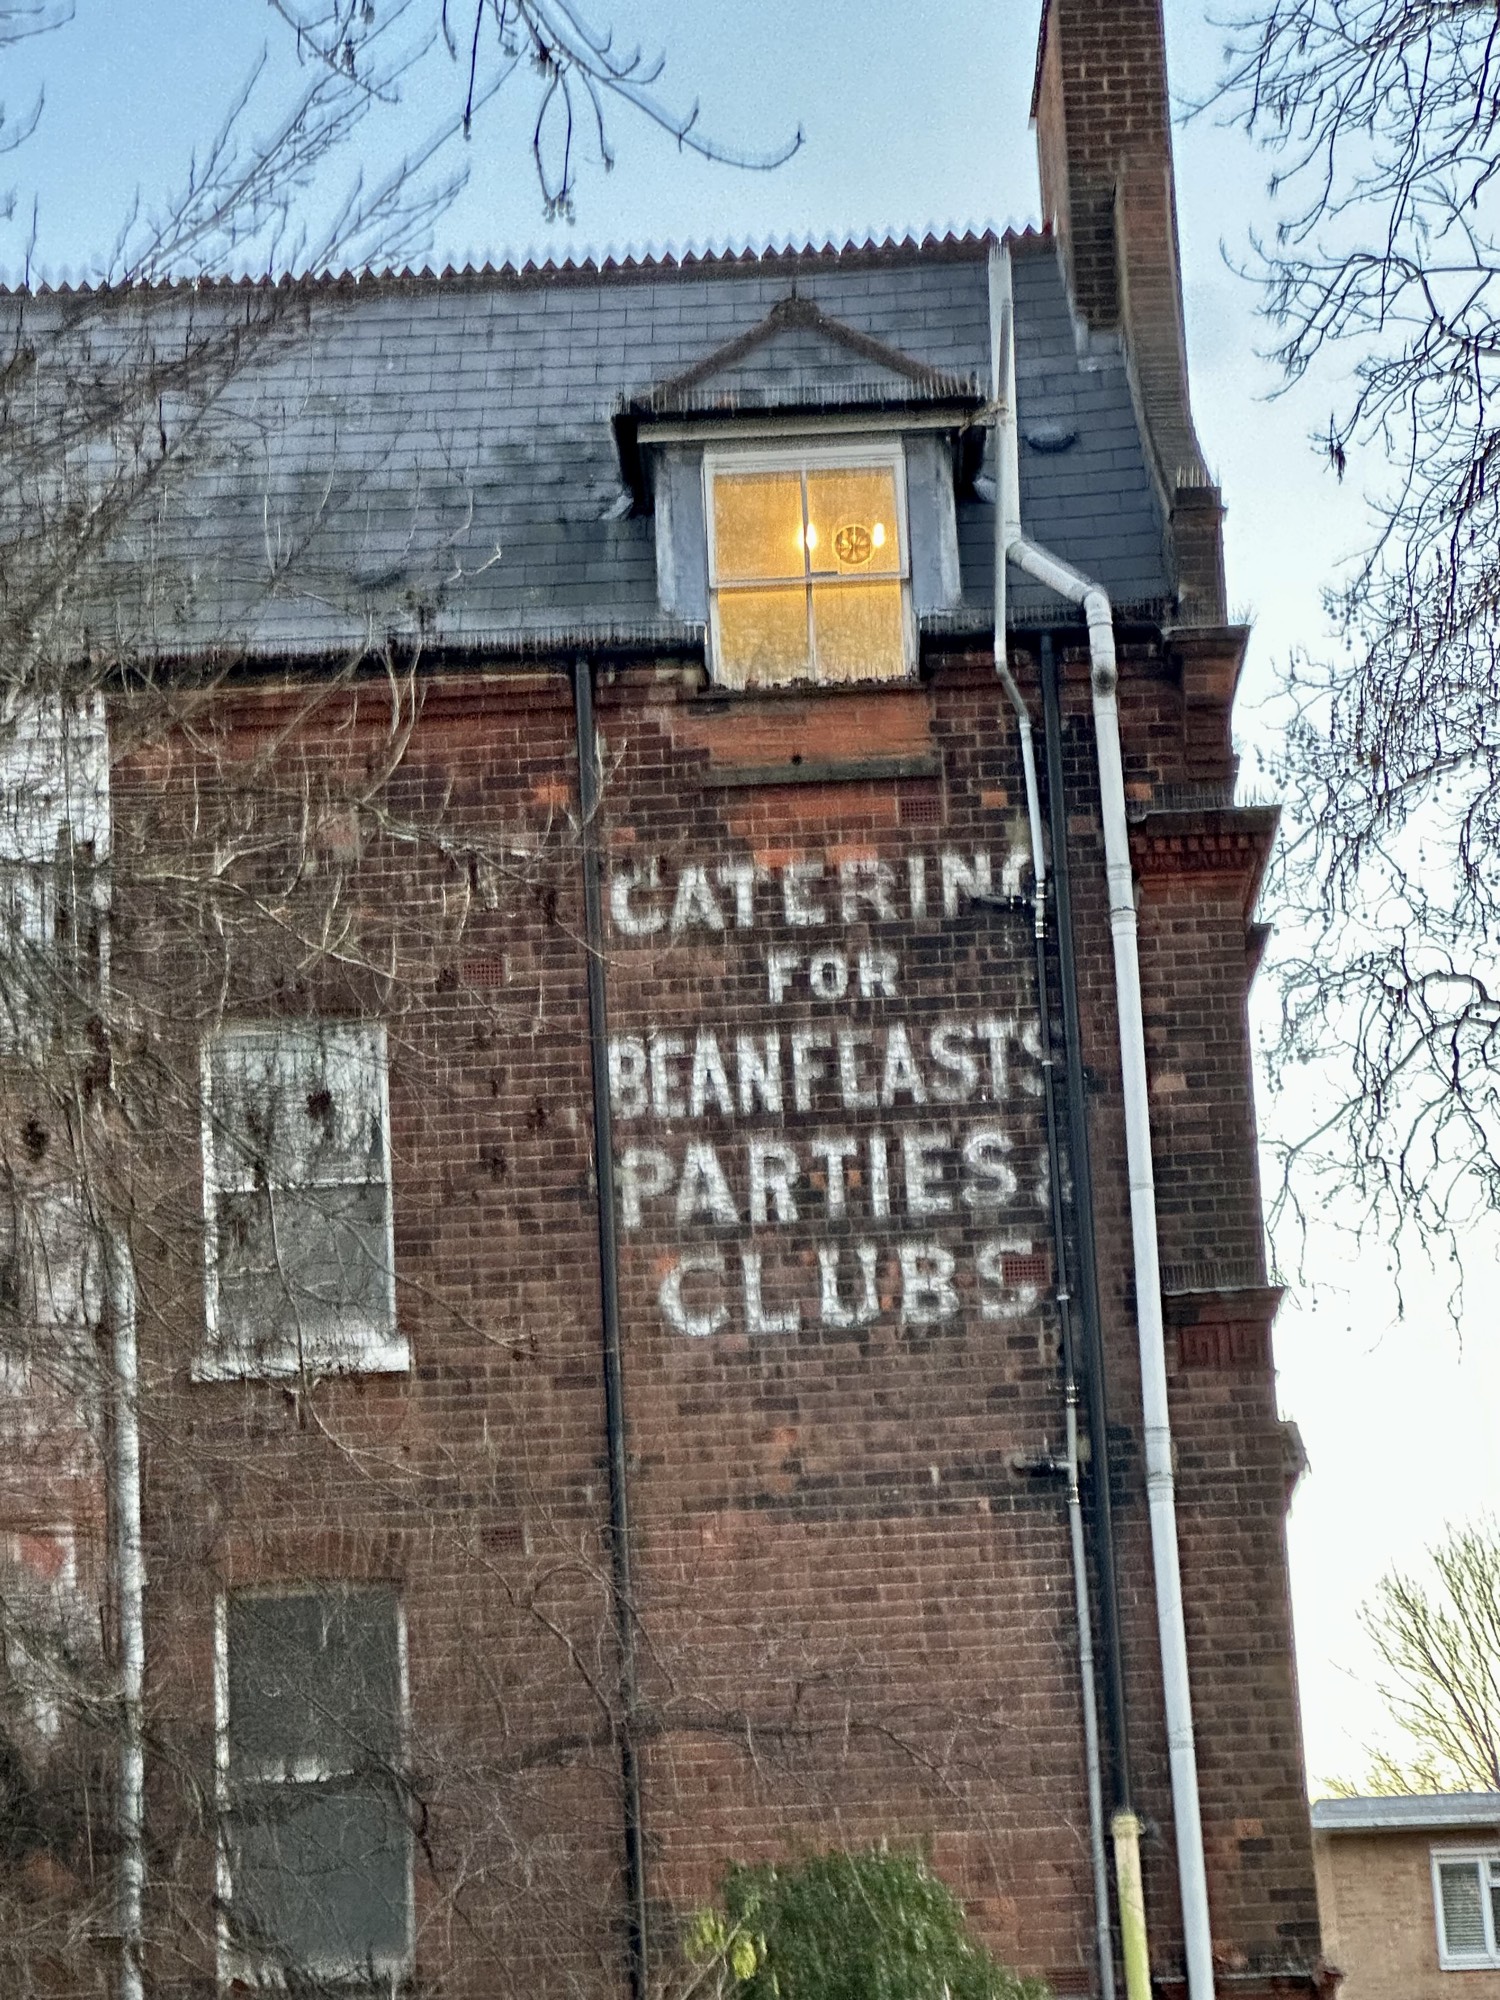 CATERING
FOR
BEANFEASTS
PARTIES &
CLUBS